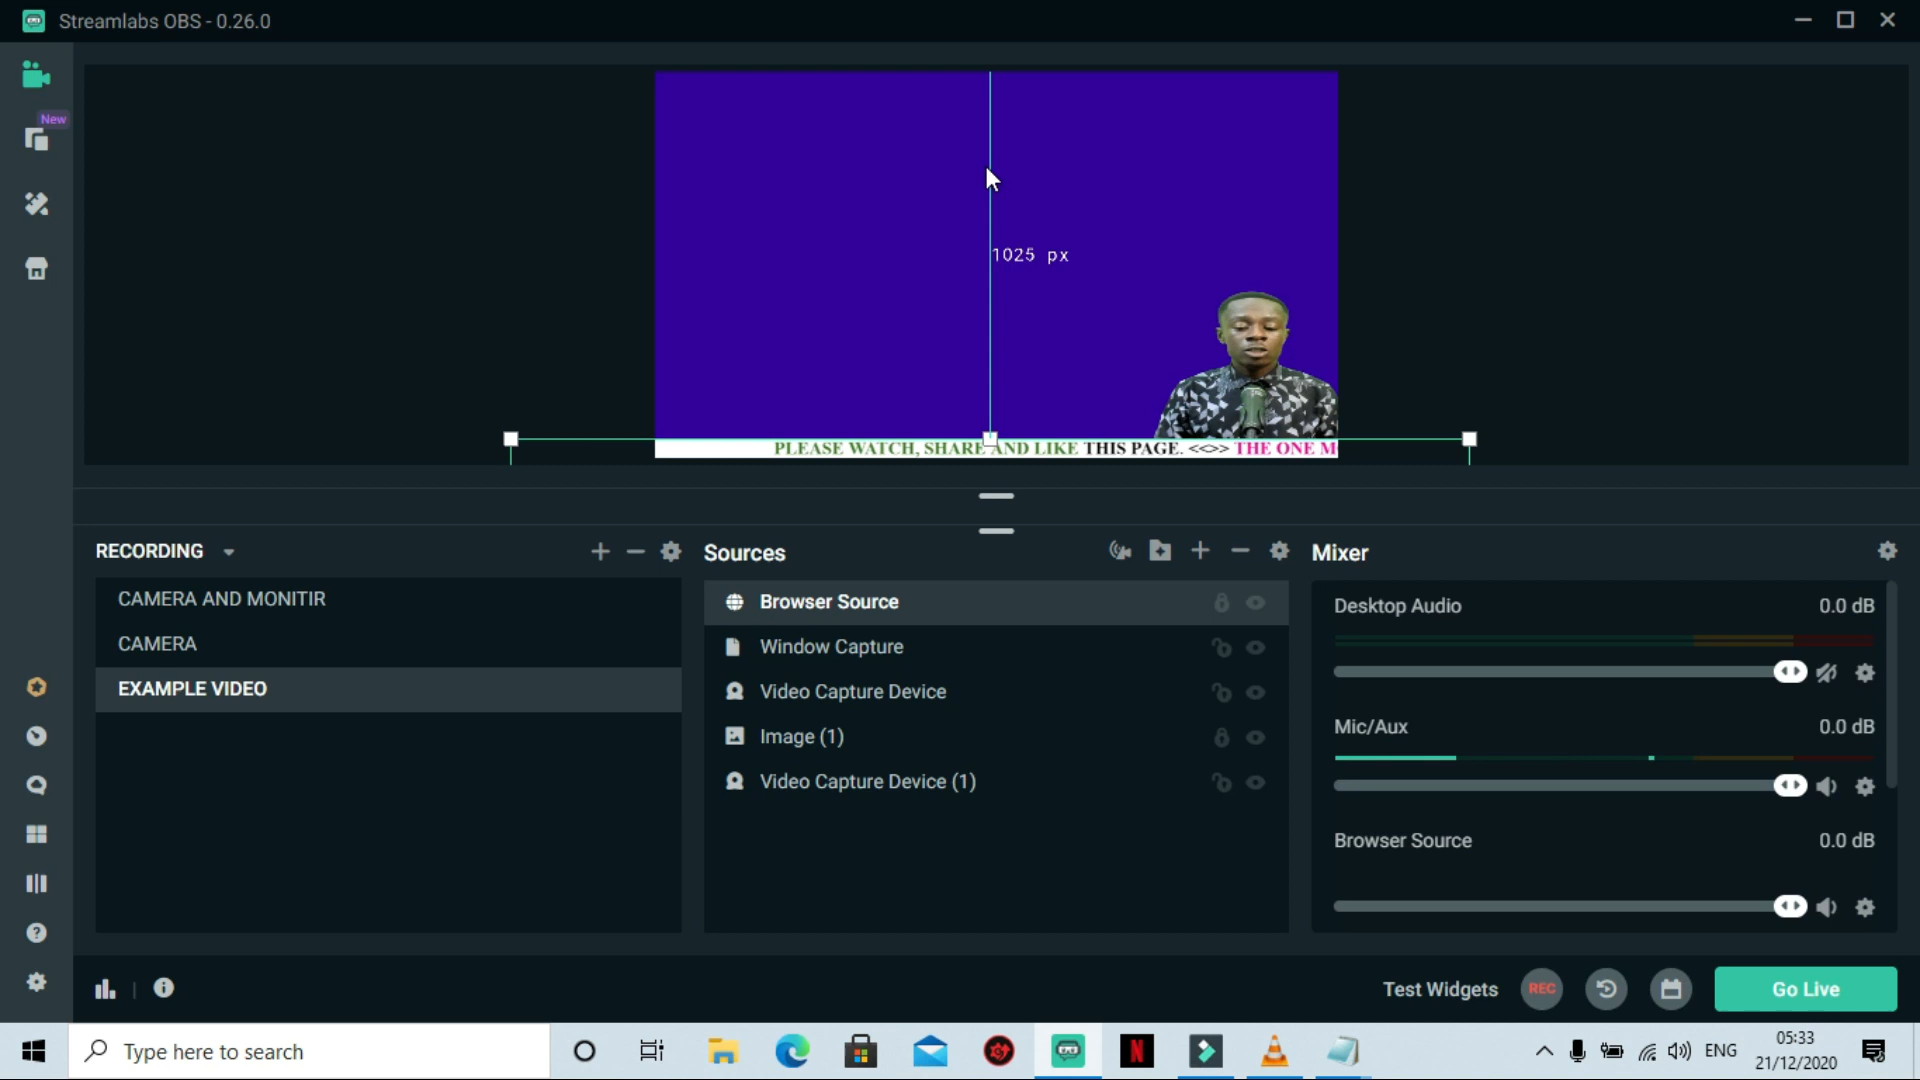 Streamlabs OBS - 0.26.0
New
1025 px
PLEASE WATCH, SHARE AND LIKE THIS PAGE. <<>> THE ONE M
RECORDING
CAMERA AND MONITIR
CAMERA
EXAMPLE VIDEO
Sources
Browser Source
Window Capture
Video Capture Device
Image (1)
Video Capture Device (1)
Mixer
Desktop Audio 0.0 dB
Mic/Aux 0.0 dB
Browser Source 0.0 dB
Test Widgets
REC
Go Live
Type here to search
ENG
05:33
21/12/2020